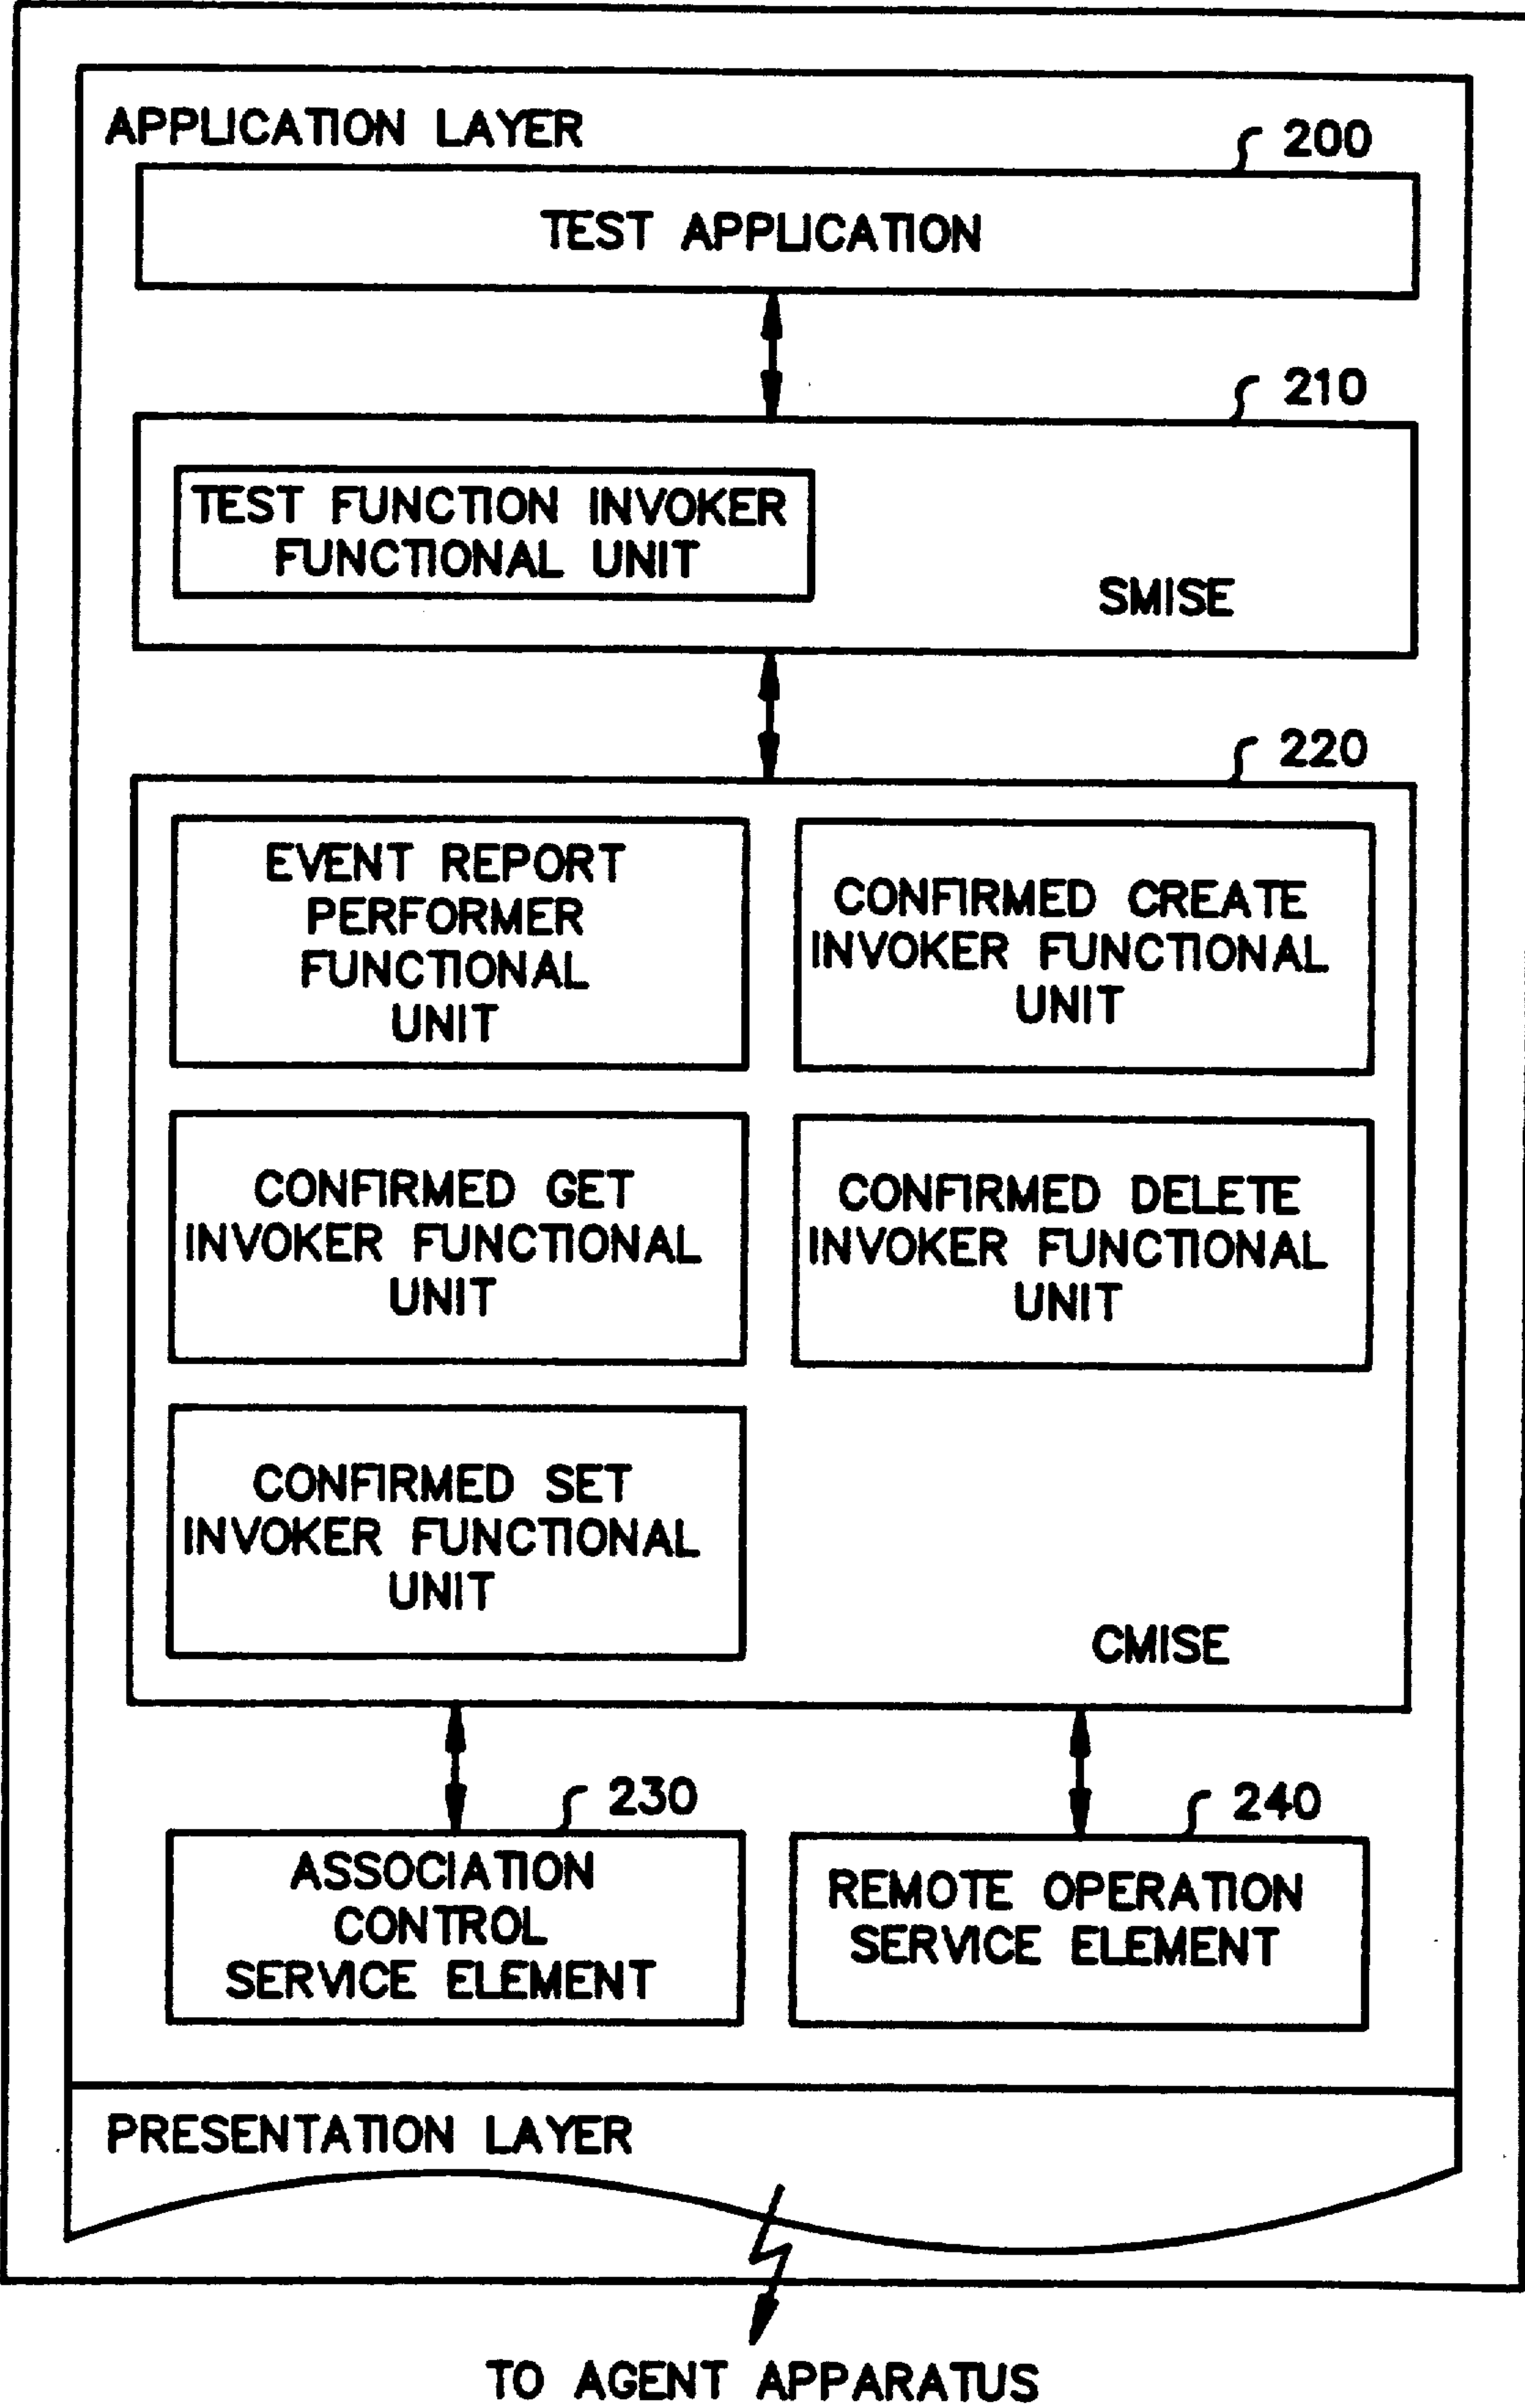 APPLICATION LAYER
200
TEST APPLICATION
210
TEST FUNCTION INVOKER
FUNCTIONAL UNIT
SMISE
220
EVENT REPORT
PERFORMER
FUNCTIONAL
UNIT
CONFIRMED CREATE
INVOKER FUNCTIONAL
UNIT
CONFIRMED GET
INVOKER FUNCTIONAL
UNIT
CONFIRMED DELETE
INVOKER FUNCTIONAL
UNIT
CONFIRMED SET
INVOKER FUNCTIONAL
UNIT
CMISE
230
ASSOCIATION
CONTROL
SERVICE ELEMENT
240
REMOTE OPERATION
SERVICE ELEMENT
PRESENTATION LAYER
TO AGENT APPARATUS